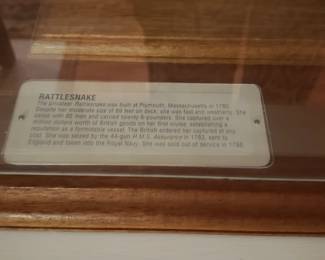 RATTLESNAKE
The privateer Rattlesnake was built at Plymouth, Massachusetts in 1780.
Despite her moderate size of 89 feet on deck, she was fast and seaworthy. She
sailed with 85 men and carried twenty 6-pounders. She captured over a
million dollars worth of British goods on her first cruise, establishing a
reputation as a formidable vessel. The British ordered her captured at any
cost. She was seized by the 44-gun H.M.S. Assurance in 1783, sent to
England and taken into the Royal Navy. She was sold out of service in